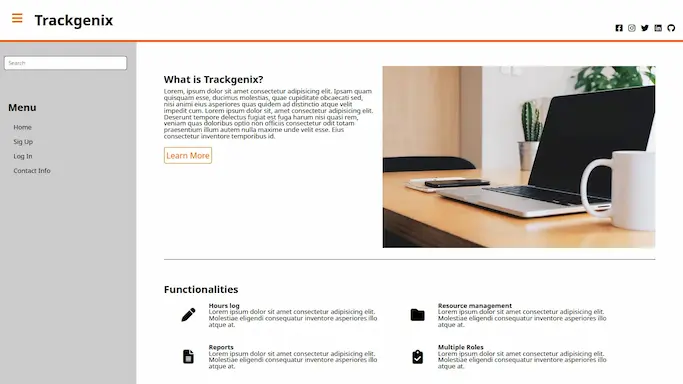 Trackgenix
Search
Menu
Home
Sig Up
Log In
Contact Info
What is Trackgenix?
Lorem, ipsum dolor sit amet consectetur adipisicing elit. Ipsam quam
quisquam esse, ducimus molestias, quae cupiditate obcaecati sed,
nisi animi eius asperiores quas quidem ad distinctio atque velit
impedit cum. Lorem ipsum dolor sit amet consectetur, adipisicing elit.
Deserunt tempore delectus fugiat est fuga harum nisi quasi rem,
veniam quas doloribus optio non officiis consectetur odit totam
praesentium illum autem nulla maxime unde velit esse. Eius
consectetur inventore temporibus id.
Learn More
Functionalities
Hours log
Lorem ipsum dolor sit amet consectetur adipisicing elit.
Molestiae eligendi consequatur inventore asperiores illo
atque at.
Resource management
Lorem ipsum dolor sit amet consectetur adipisicing elit.
Molestiae eligendi consequatur inventore asperiores illo
atque at.
Reports
Lorem ipsum dolor sit amet consectetur adipisicing elit.
Molestiae eligendi consequatur inventore asperiores illo
atque at.
Multiple Roles
Lorem ipsum dolor sit amet consectetur adipisicing elit.
Molestiae eligendi consequatur inventore asperiores illo
atque at.